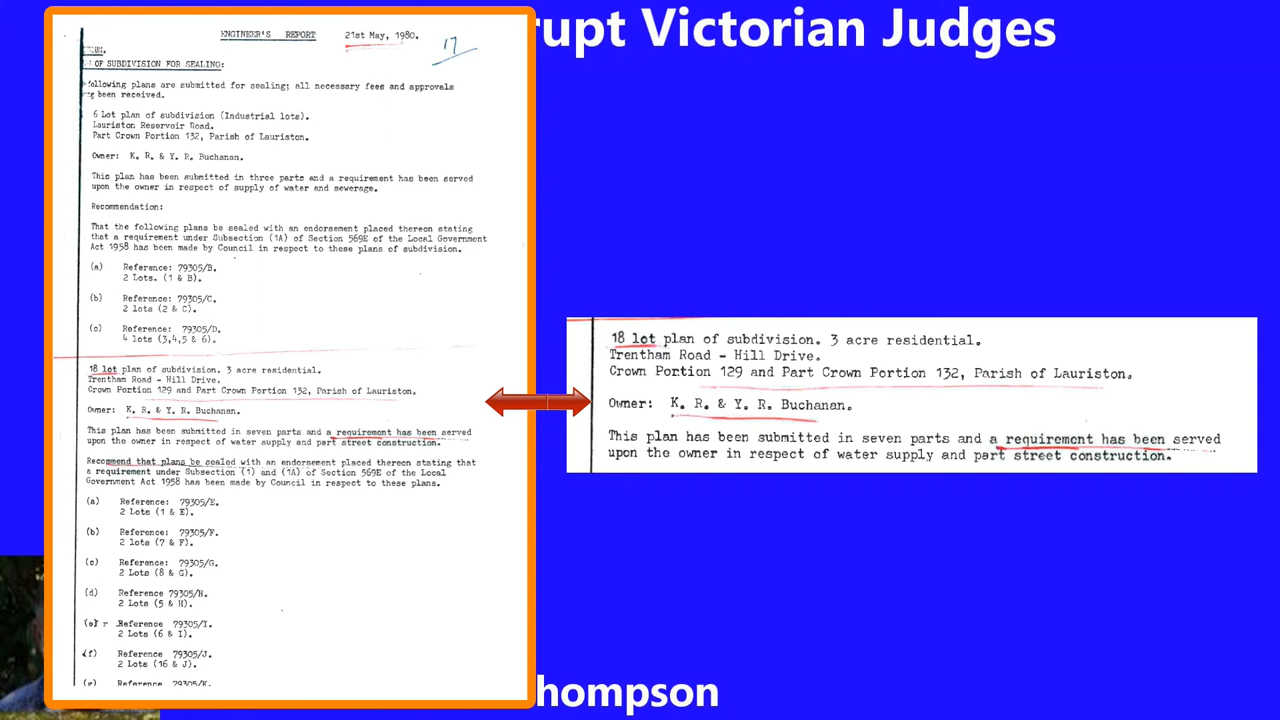 rupt Victorian Judges
ENGINEER'S REPORT 21st May, 1980.
17
OF SUBDIVISION FOR SEALING:
following plans are submitted for sealing; all necessary fees and approvals
been received.
6 Lot plan of subdivision (Industrial lots).
Lauriston Reservoir Road.
Part Crown Portion 132, Parish of Lauriston.
Owner: K. R. & Y. R. Buchanan.
This plan has been submitted in three parts and a requirement has been served
upon the owner in respect of supply of water and sewerage.
Recommendation:
That the following plans be sealed with an endorsement placed thereon stating
that a requirement under Subsection (1A) of Section 569E of the Local Government
Act 1958 has been made by Council in respect to these plans of subdivision.
(a) Reference: 79305/B.
2 Lots. (1 & B).
(b) Reference: 79305/C.
2 lots (2 & C).
(c) Reference: 79305/D.
4 lots (3,4,5 & 6).
18 lot plan of subdivision. 3 acre residential.
Trentham Road - Hill Drive.
Crown Portion 129 and Part Crown Portion 132, Parish of Lauriston.
Owner: K. R. & Y. R. Buchanan.
This plan has been submitted in seven parts and a requirement has been served
upon the owner in respect of water supply and part street construction.
Recommend that plans be sealed with an endorsement placed thereon stating that
a requirement under Subsection (1) and (1A) of Section 569E of the Local
Government Act 1958 has been made by Council in respect to these plans.
(a) Reference: 79305/E.
2 Lots (1 & E).
(b) Reference: 79305/F.
2 lots (7 & F).
(c) Reference: 79305/G.
2 Lots (8 & G).
(d) Reference 79305/H.
2 Lots (5 & H).
(e) r Reference 79305/I.
2 Lots (6 & I).
(f) Reference: 79305/J.
2 Lots (16 & J).
(g) Reference: 79305/K.
18 lot plan of subdivision. 3 acre residential.
Trentham Road - Hill Drive.
Crown Portion 129 and Part Crown Portion 132, Parish of Lauriston.
Owner: K. R. & Y. R. Buchanan.
This plan has been submitted in seven parts and a requirement has been served
upon the owner in respect of water supply and part street construction.
hompson